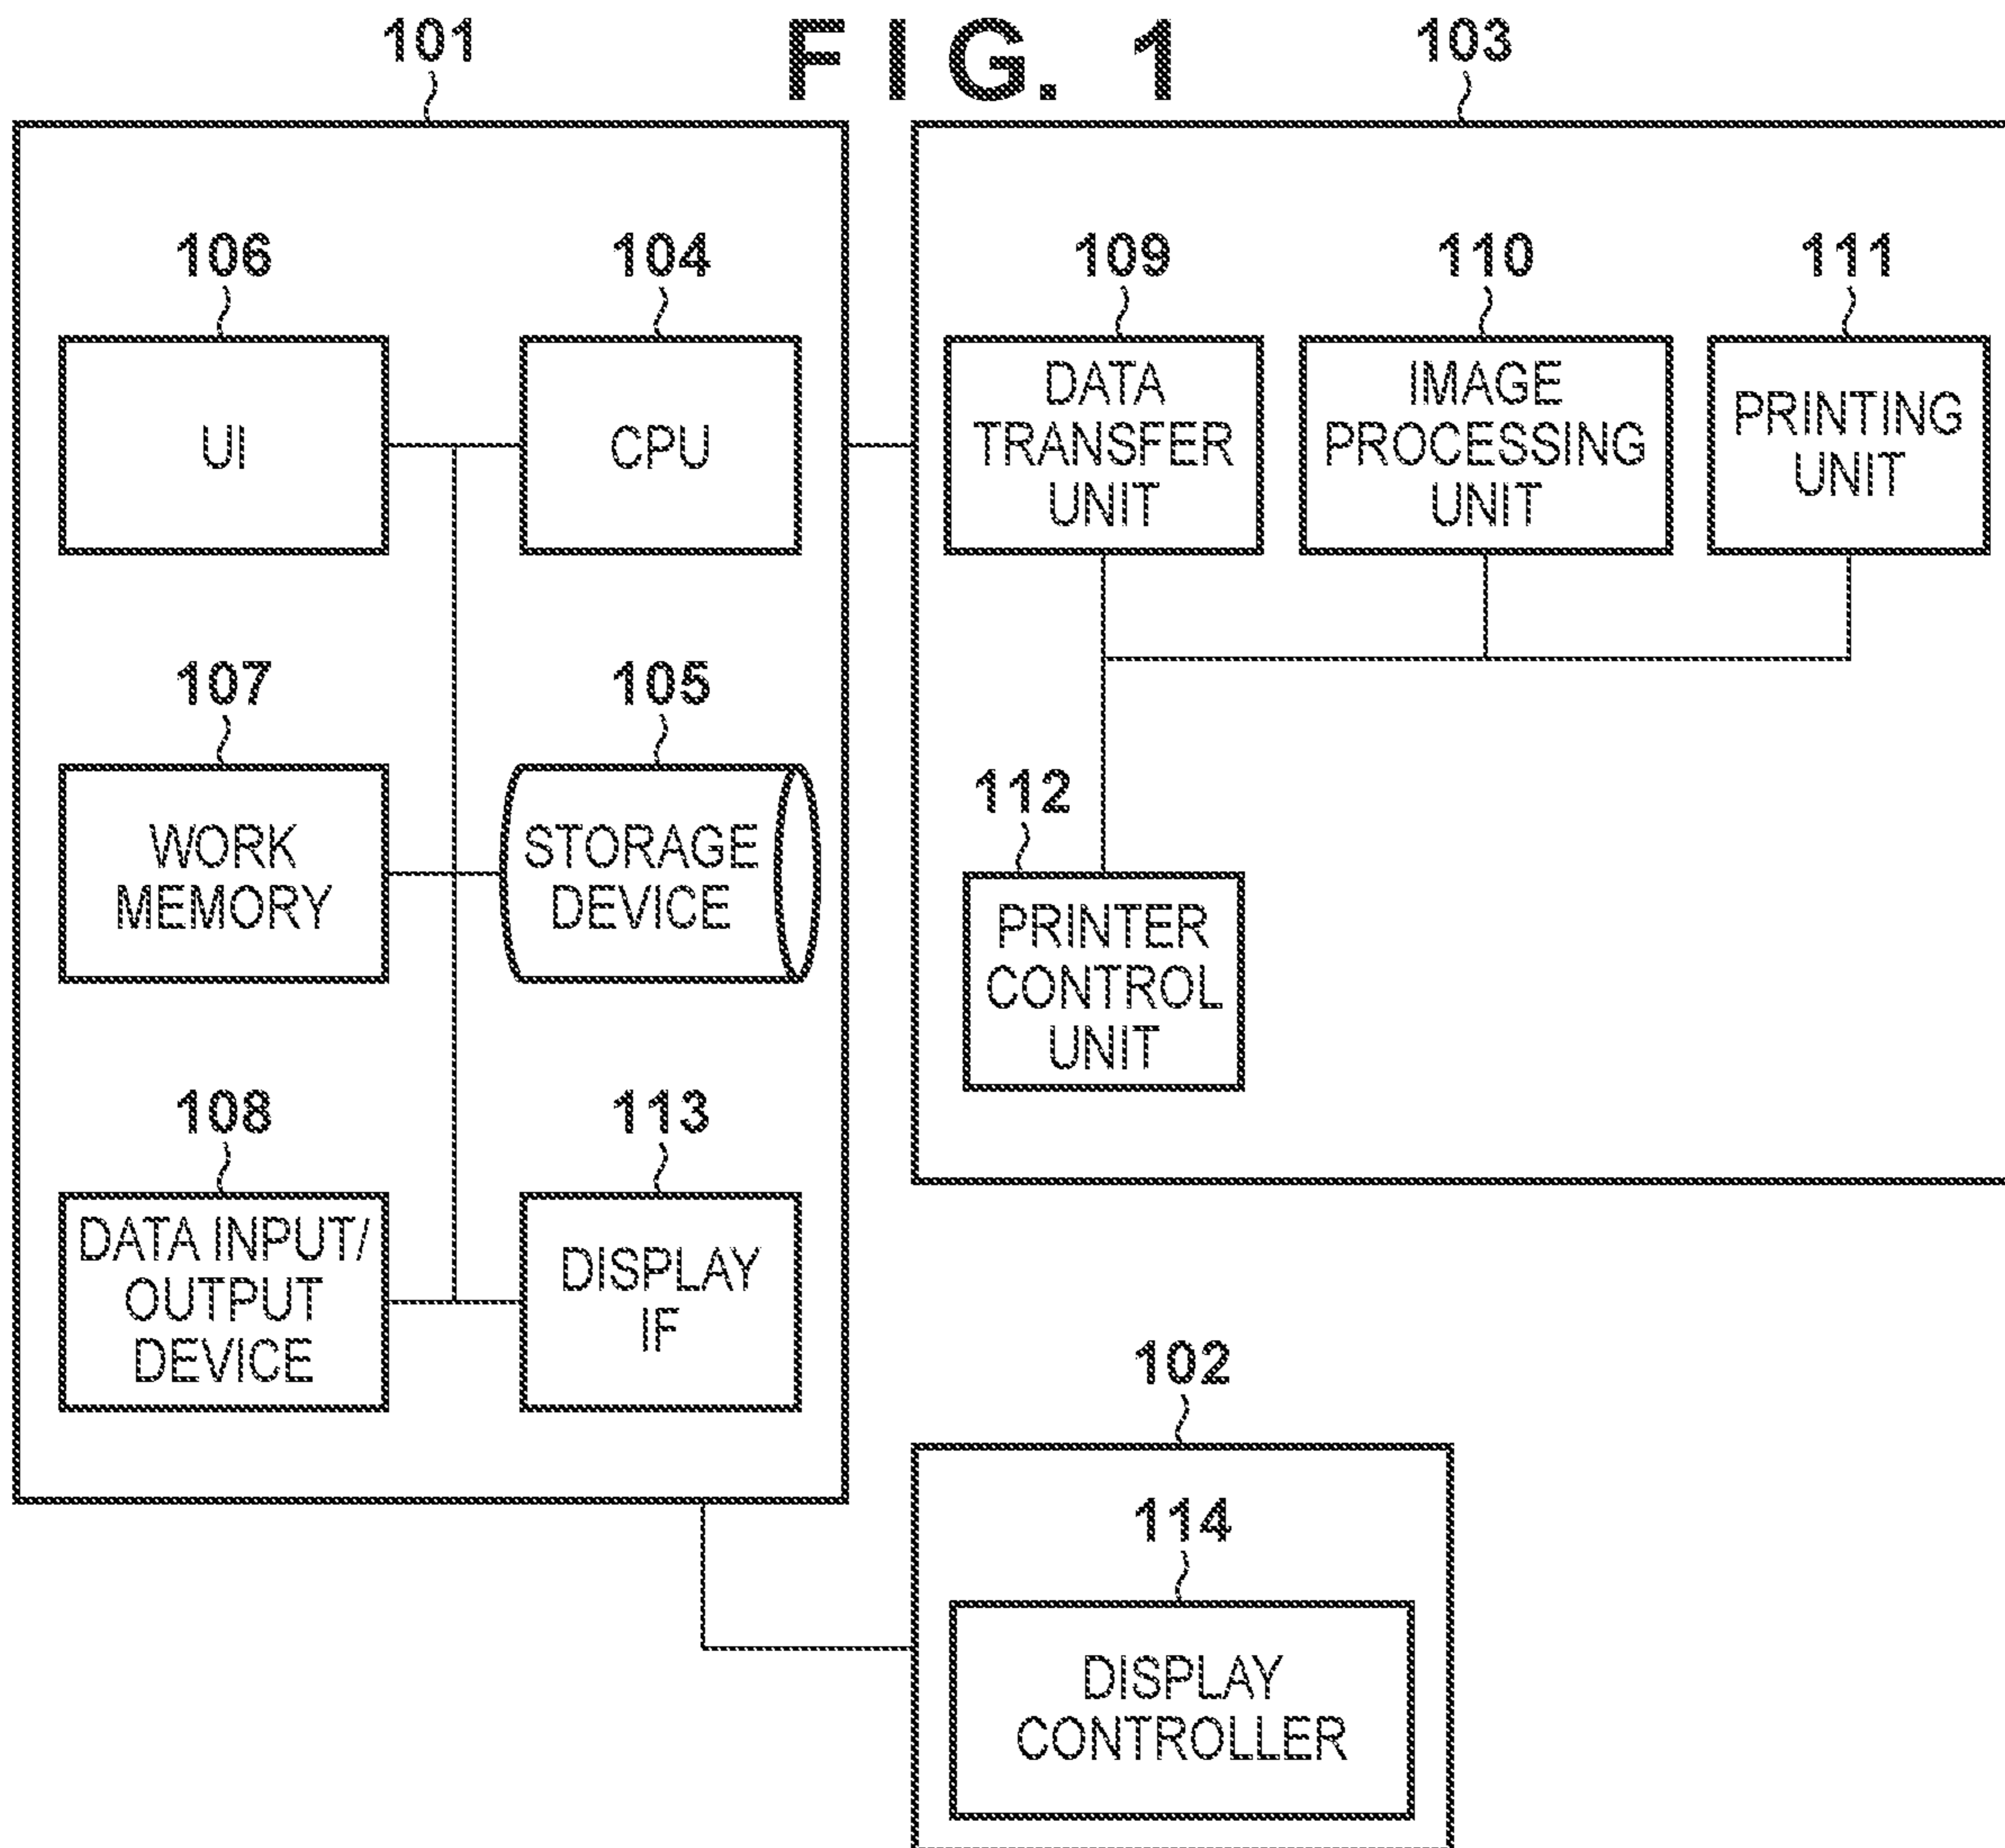 FIG. 1
101
103
106
104
109
110
111
UI
CPU
DATA
TRANSFER
UNIT
IMAGE
PROCESSING
UNIT
PRINTING
UNIT
107
105
112
WORK
MEMORY
STORAGE
DEVICE
PRINTER
CONTROL
UNIT
108
113
DATA INPUT/
OUTPUT
DEVICE
DISPLAY
IF
102
114
DISPLAY
CONTROLLER